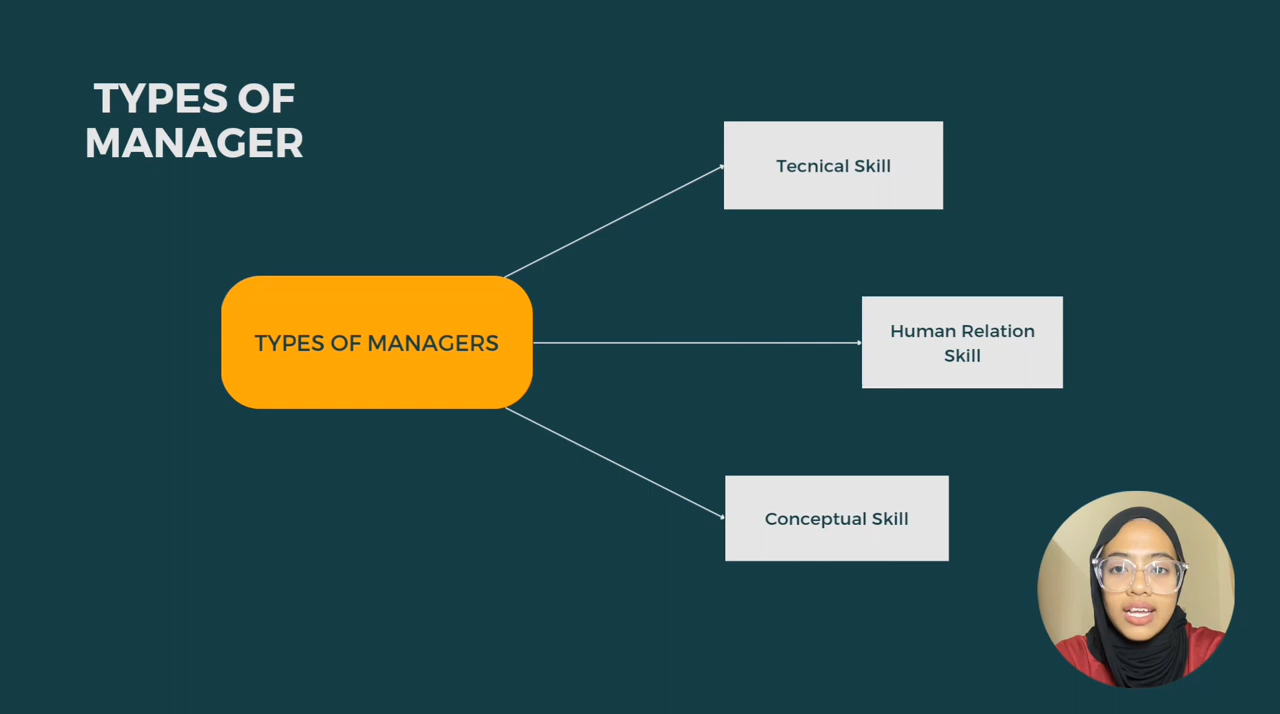 TYPES OF
MANAGER
Tecnical Skill
TYPES OF MANAGERS
Human Relation
Skill
Conceptual Skill